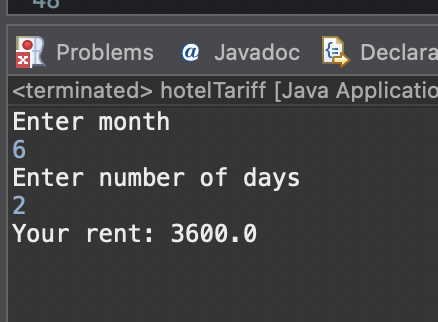 48
Problems @ Javadoc Declara
<terminated> hotelTariff [Java Applicatio
Enter month
6
Enter number of days
2
Your rent: 3600.0